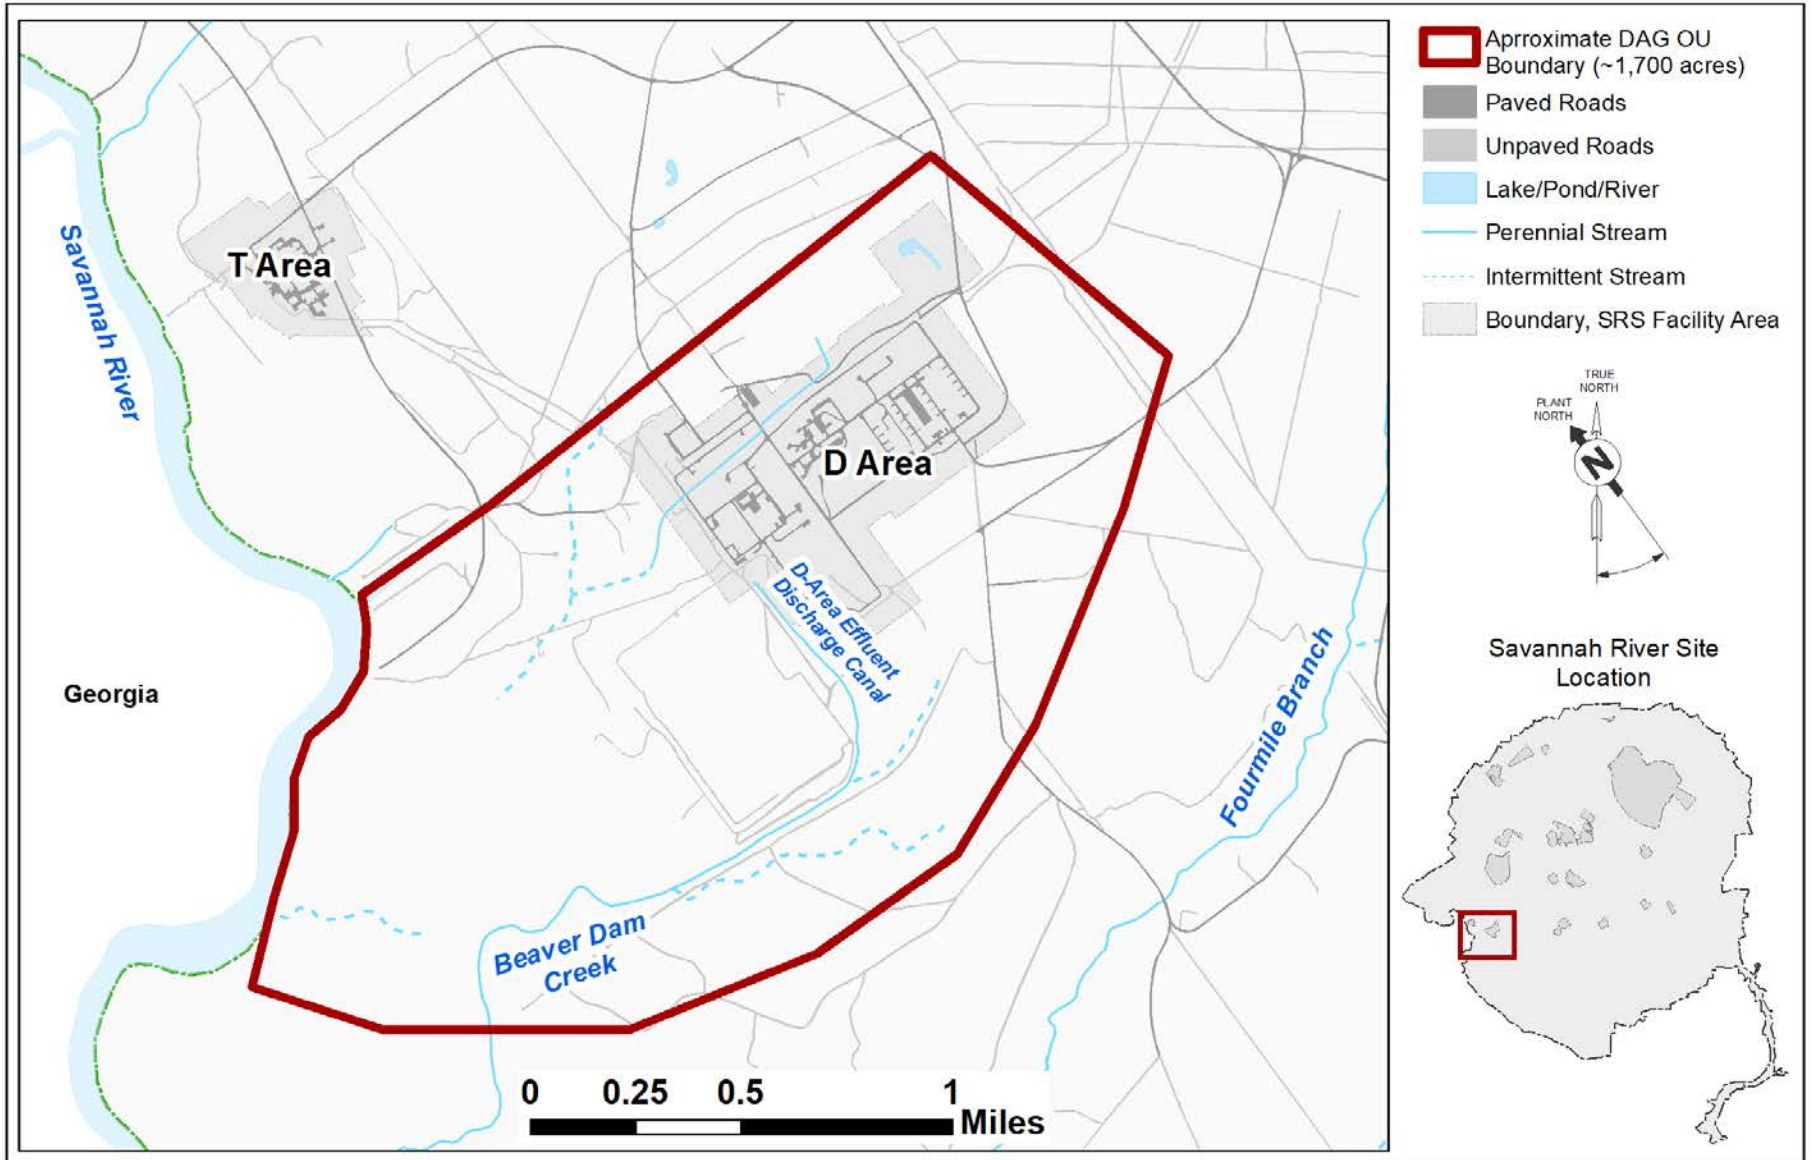 T Area
Savannah River
D Area
D-Area Effluent
Discharge Canal
Georgia
Fourmile Branch
Beaver Dam
Creek
0 0.25 0.5 1
Miles
Aprroximate DAG OU
Boundary (~1,700 acres)
Paved Roads
Unpaved Roads
Lake/Pond/River
Perennial Stream
Intermittent Stream
Boundary, SRS Facility Area
TRUE
NORTH
PLANT
NORTH
N
Savannah River Site
Location